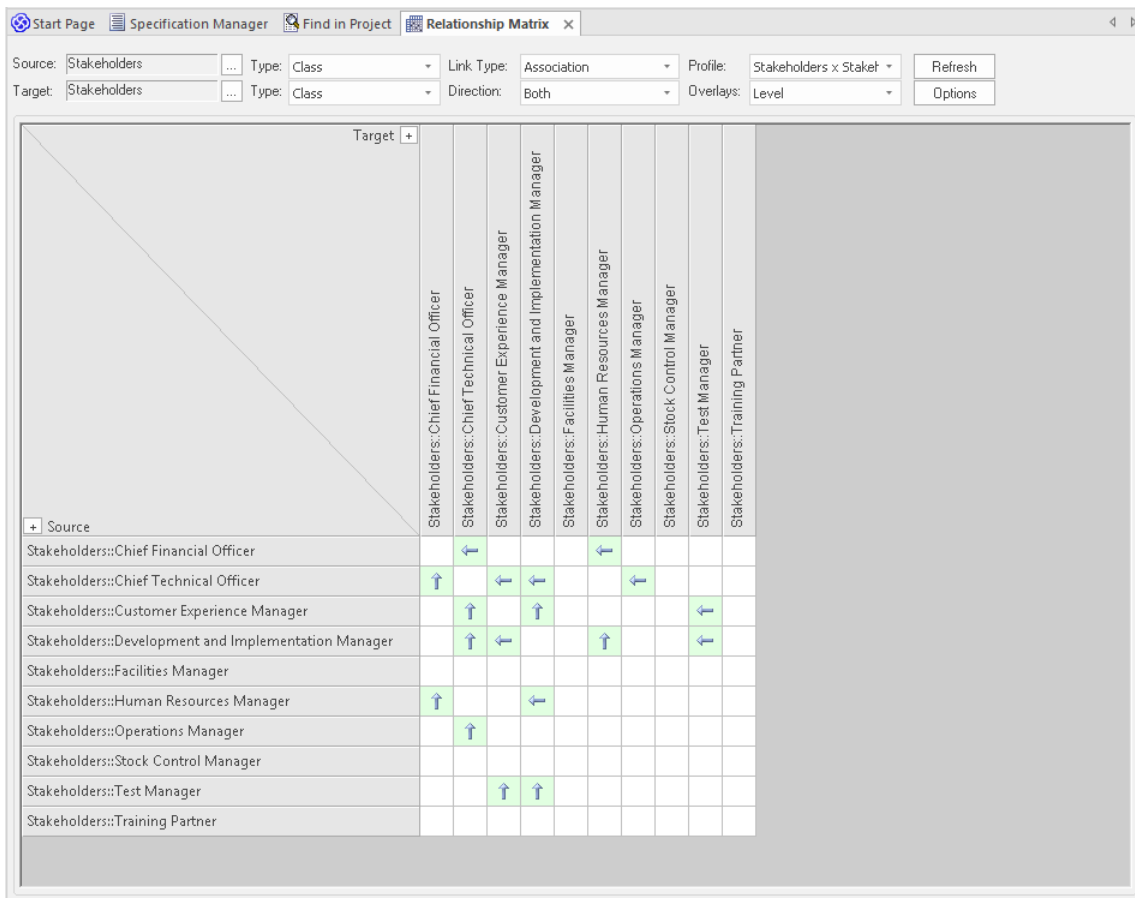 Start Page Specification Manager Find in Project Relationship Matrix
Source: Stakeholders ... Type: Class Link Type: Association Profile: Stakeholders x Stakeh Refresh
Target: Stakeholders ... Type: Class Direction: Both Overlays: Level Options
Target +
Stakeholders::Chief Financial Officer
Stakeholders::Chief Technical Officer
Stakeholders::Customer Experience Manager
Stakeholders::Development and Implementation Manager
Stakeholders::Facilities Manager
Stakeholders::Human Resources Manager
Stakeholders::Operations Manager
Stakeholders::Stock Control Manager
Stakeholders::Test Manager
Stakeholders::Training Partner
+ Source
Stakeholders::Chief Financial Officer
Stakeholders::Chief Technical Officer
Stakeholders::Customer Experience Manager
Stakeholders::Development and Implementation Manager
Stakeholders::Facilities Manager
Stakeholders::Human Resources Manager
Stakeholders::Operations Manager
Stakeholders::Stock Control Manager
Stakeholders::Test Manager
Stakeholders::Training Partner